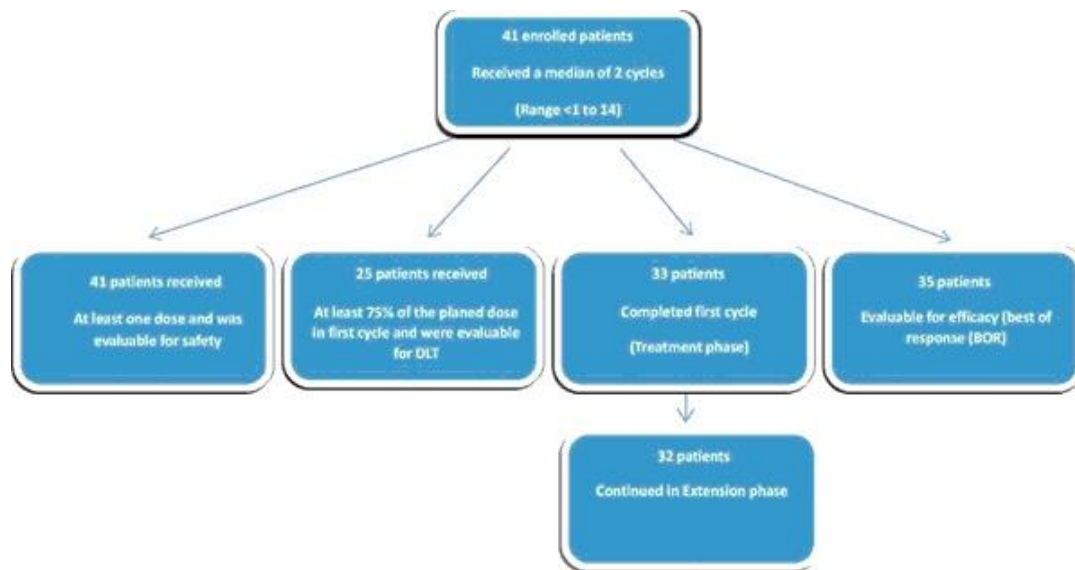 41 enrolled patients
Received a median of 2 cycles
(Range <1 to 14)
41 patients received
At least one dose and was
evaluable for safety
25 patients received
At least 75% of the planed dose
in first cycle and were evaluable
for DLT
33 patients
Completed first cycle
(Treatment phase)
35 patients
Evaluable for efficacy (best of
response (BOR)
32 patients
Continued in Extension phase